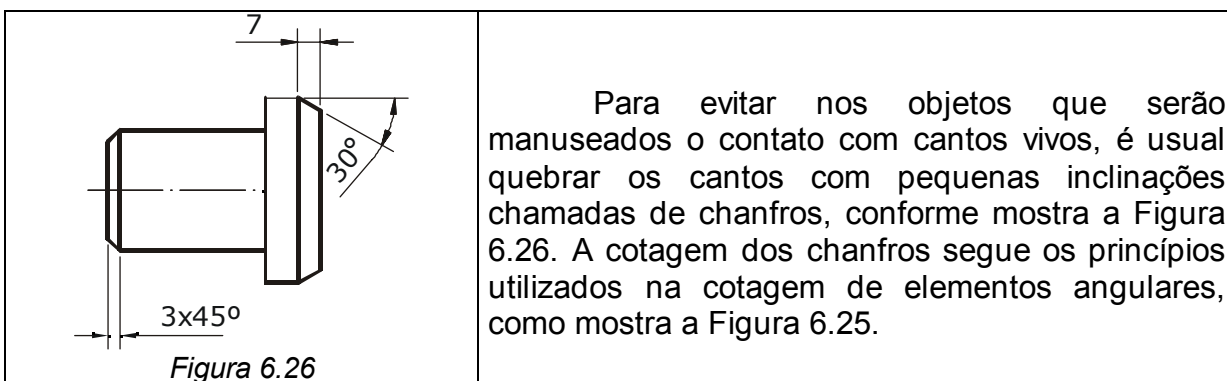 7
30º
3x45º
Figura 6.26
Para evitar nos objetos que serão
manuseados o contato com cantos vivos, é usual
quebrar os cantos com pequenas inclinações
chamadas de chanfros, conforme mostra a Figura
6.26. A cotagem dos chanfros segue os princípios
utilizados na cotagem de elementos angulares,
como mostra a Figura 6.25.